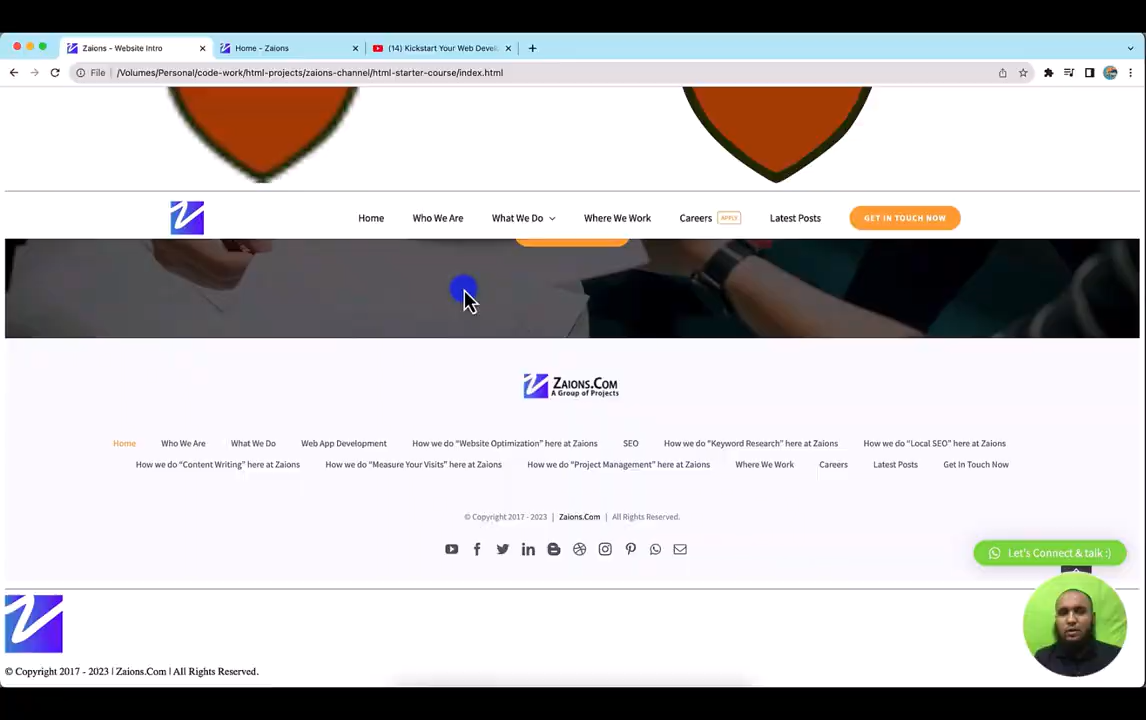 Zaions - Website Intro
Home - Zaions
(14) Kickstart Your Web Devel
File /Volumes/Personal/code-work/html-projects/zaions-channel/html-starter-course/index.html
Home Who We Are What We Do Where We Work Careers APPLY Latest Posts GET IN TOUCH NOW
ZAIONS.COM
A Group of Projects
Home Who We Are What We Do Web App Development How we do “Website Optimization” here at Zaions SEO How we do “Keyword Research” here at Zaions How we do “Local SEO” here at Zaions
How we do “Content Writing” here at Zaions How we do “Measure Your Visits” here at Zaions How we do “Project Management” here at Zaions Where We Work Careers Latest Posts Get In Touch Now
© Copyright 2017 - 2023 | Zaions.Com | All Rights Reserved.
Let's Connect & talk :)
© Copyright 2017 - 2023 | Zaions.Com | All Rights Reserved.